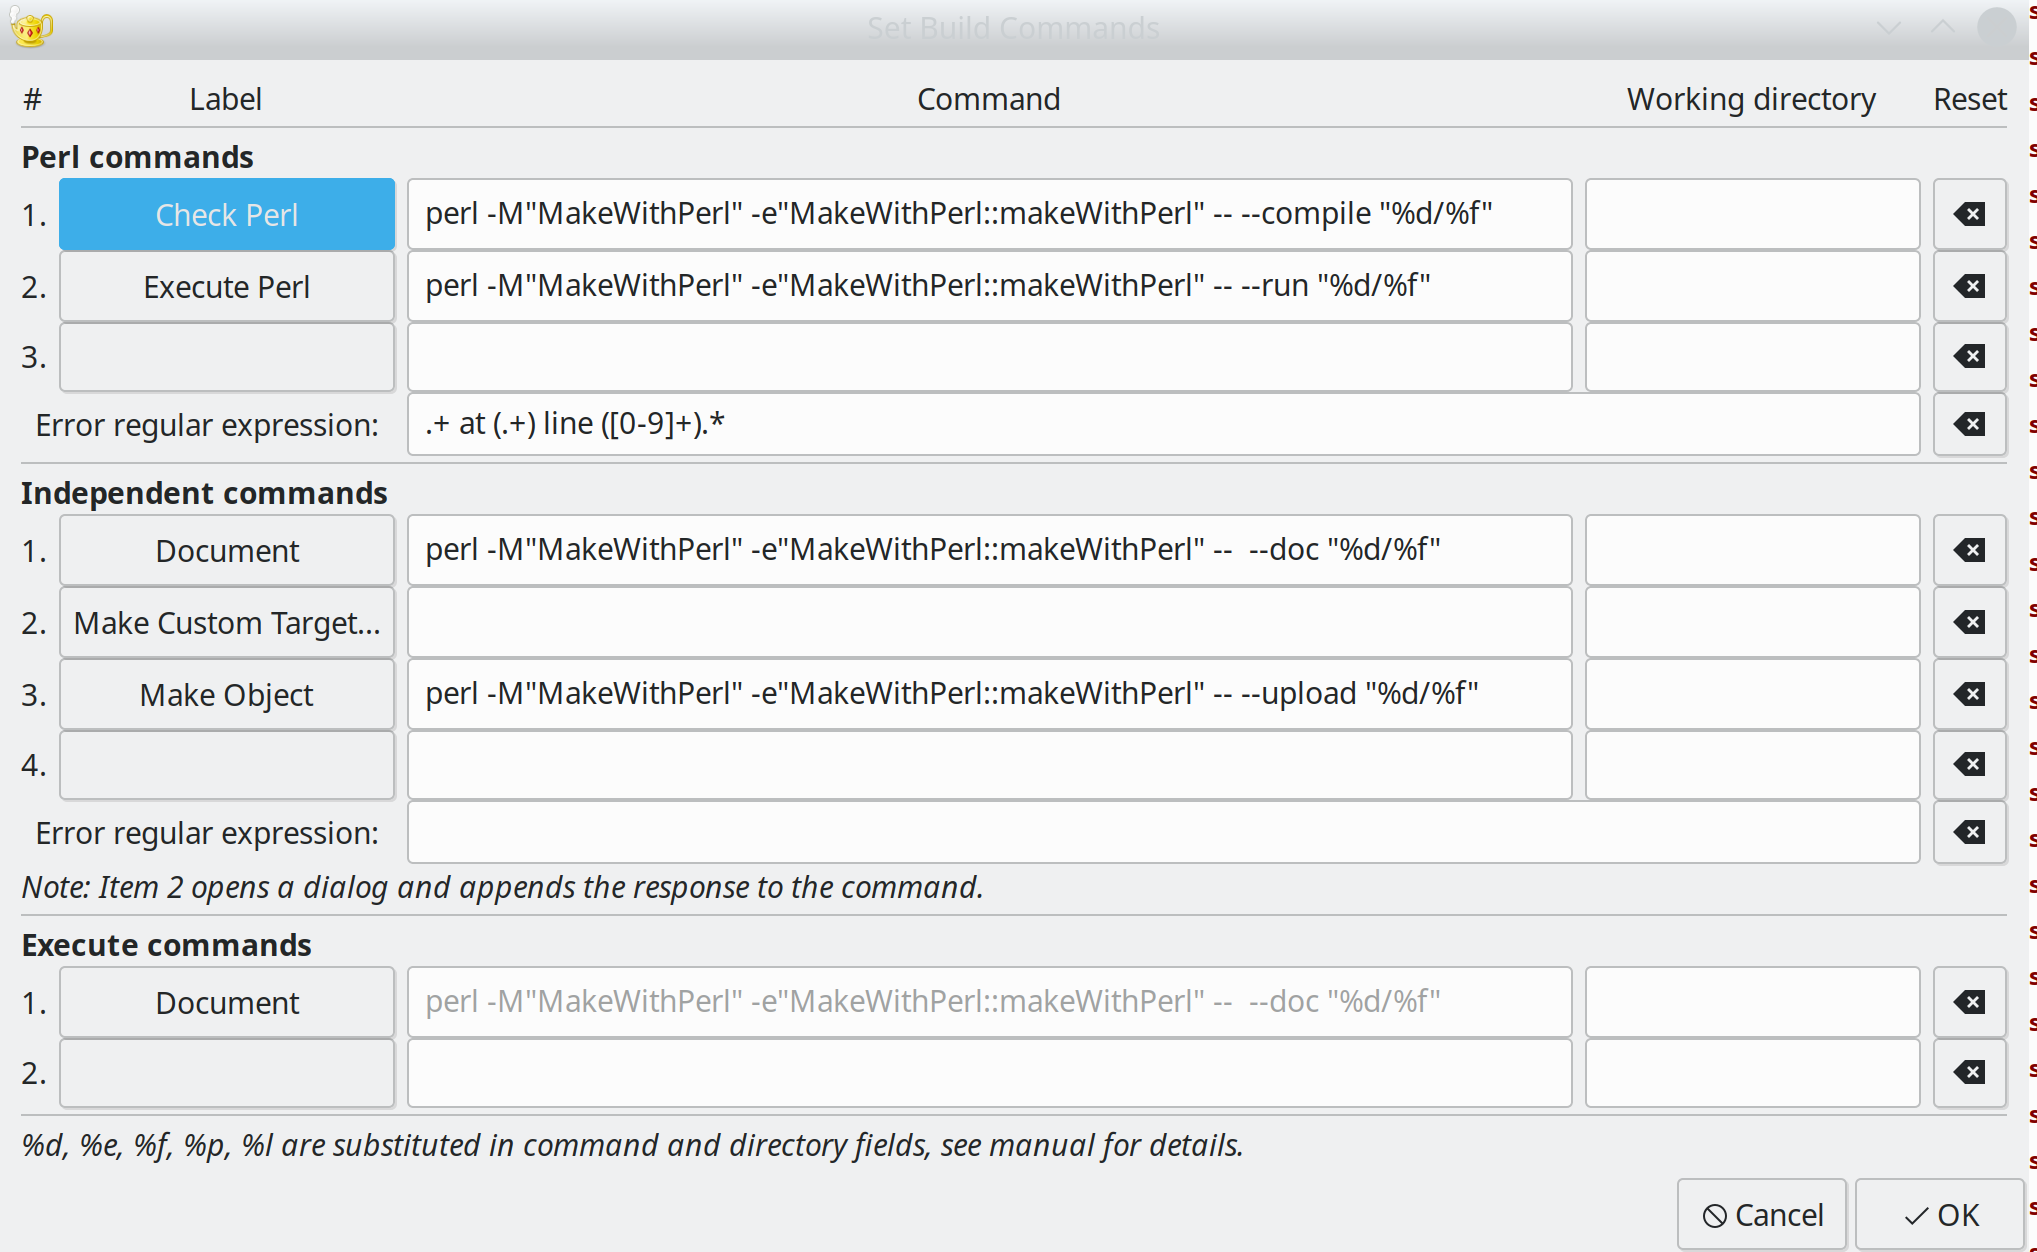 Set Build Commands
# Label Command Working directory Reset
Perl commands
1. Check Perl perl -M"MakeWithPerl" -e"MakeWithPerl::makeWithPerl" -- --compile "%d/%f"
2. Execute Perl perl -M"MakeWithPerl" -e"MakeWithPerl::makeWithPerl" -- --run "%d/%f"
3.
Error regular expression: .+ at (.+) line ([0-9]+).*
Independent commands
1. Document perl -M"MakeWithPerl" -e"MakeWithPerl::makeWithPerl" --  --doc "%d/%f"
2. Make Custom Target...
3. Make Object perl -M"MakeWithPerl" -e"MakeWithPerl::makeWithPerl" -- --upload "%d/%f"
4.
Error regular expression:
Note: Item 2 opens a dialog and appends the response to the command.
Execute commands
1. Document perl -M"MakeWithPerl" -e"MakeWithPerl::makeWithPerl" --  --doc "%d/%f"
2.
%d, %e, %f, %p, %l are substituted in command and directory fields, see manual for details.
Cancel OK